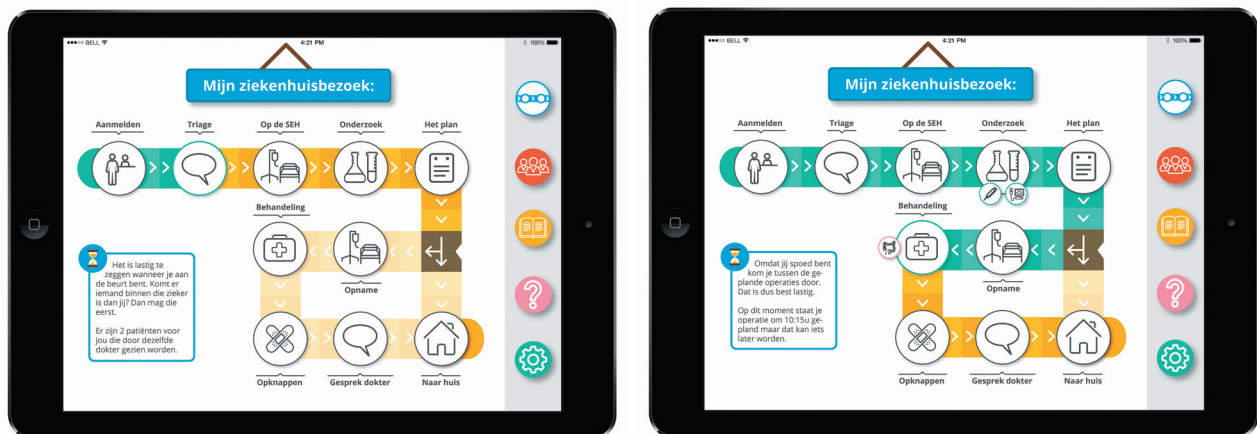 ●●●○○ BELL 4:21 PM 100%
Mijn ziekenhuisbezoek:
Aanmelden Triage Op de SEH Onderzoek Het plan
Behandeling
Opname
Het is lastig te
zeggen wanneer je aan
de beurt bent. Komt er
iemand binnen die zieker
is dan jij? Dan mag die
eerst.
Er zijn 2 patiënten voor
jou die door dezelfde
dokter gezien worden.
Opknappen Gesprek dokter Naar huis
?
●●●○○ BELL 4:21 PM 100%
Mijn ziekenhuisbezoek:
Aanmelden Triage Op de SEH Onderzoek Het plan
Behandeling
Opname
Omdat jij spoed bent
kom je tussen de ge-
plande operaties door.
Dat is dus best lastig.
Op dit moment staat je
operatie om 10:15u ge-
pland maar dat kan iets
later worden.
Opknappen Gesprek dokter Naar huis
?